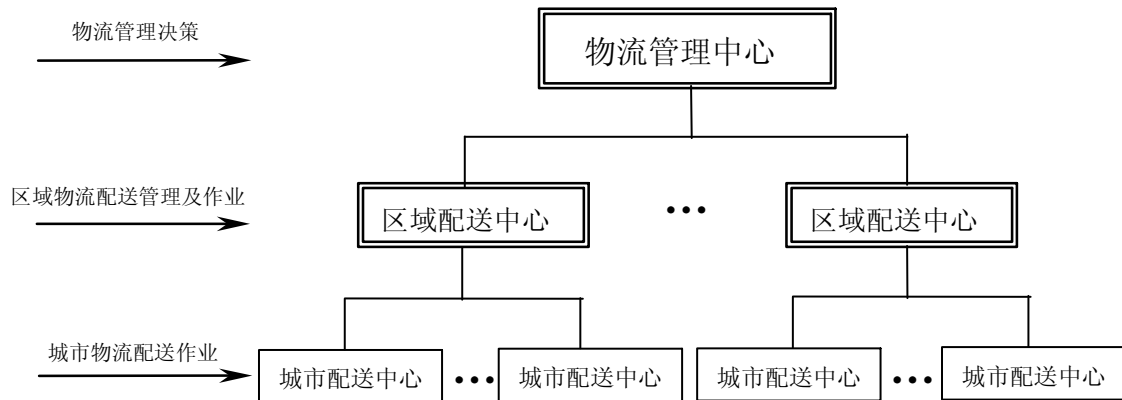 物流管理决策
物流管理中心
区域物流配送管理及作业
区域配送中心
•••
区域配送中心
城市物流配送作业
城市配送中心
•••
城市配送中心
城市配送中心
•••
城市配送中心